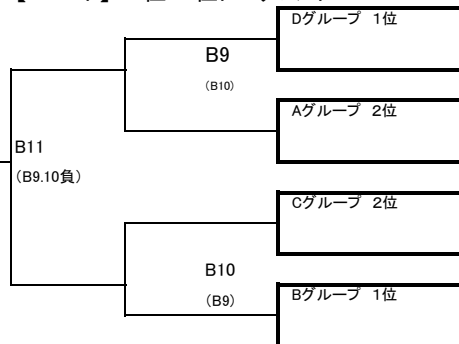 Dグループ 1位
B9
(B10)
Aグループ 2位
B11
(B9.10負)
Cグループ 2位
B10
(B9)
Bグループ 1位